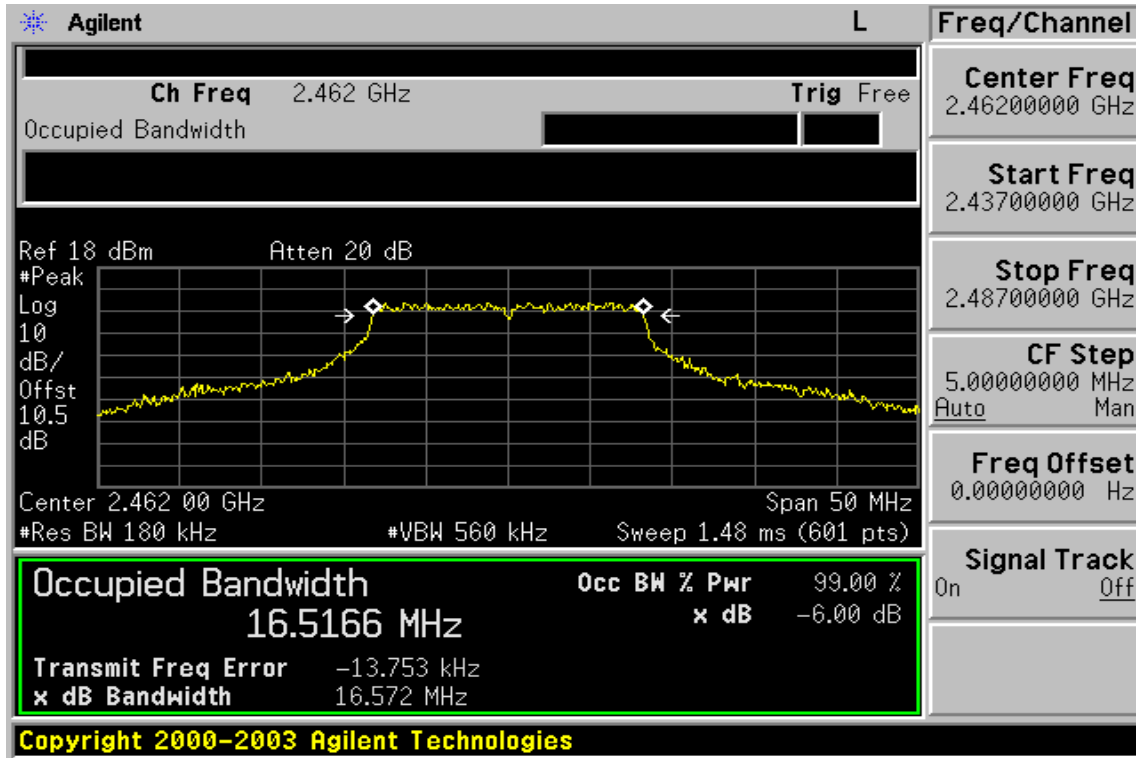 Agilent L
Freq/Channel
Ch Freq 2.462 GHz Trig Free
Occupied Bandwidth
Center Freq
2.46200000 GHz
Start Freq
2.43700000 GHz
Stop Freq
2.48700000 GHz
CF Step
5.00000000 MHz
Auto Man
Freq Offset
0.00000000 Hz
Signal Track
On Off
Ref 18 dBm Atten 20 dB
#Peak
Log
10
dB/
Offst
10.5
dB
Center 2.462 00 GHz Span 50 MHz
#Res BW 180 kHz #VBW 560 kHz Sweep 1.48 ms (601 pts)
Occupied Bandwidth Occ BW % Pwr 99.00 %
16.5166 MHz x dB -6.00 dB
Transmit Freq Error -13.753 kHz
x dB Bandwidth 16.572 MHz
Copyright 2000-2003 Agilent Technologies